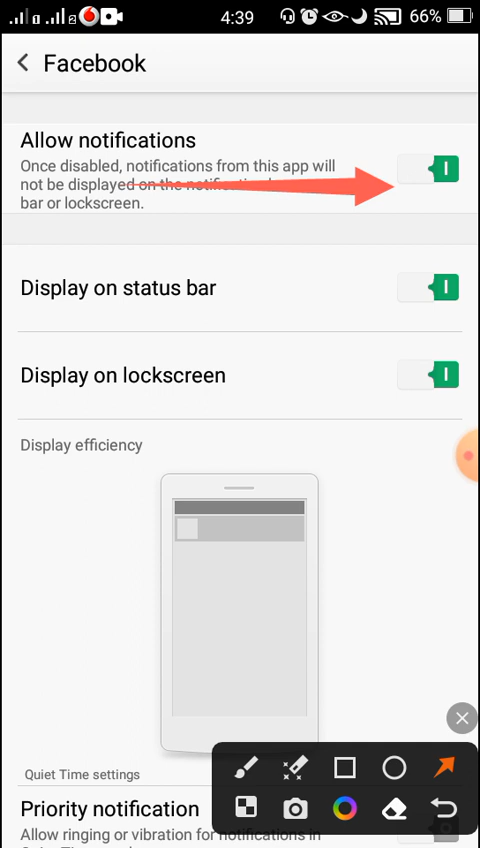 4:39
66%
Facebook
Allow notifications
Once disabled, notifications from this app will
not be displayed on the notification
bar or lockscreen.
Display on status bar
Display on lockscreen
Display efficiency
Quiet Time settings
Priority notification
Allow ringing or vibration for notifications in